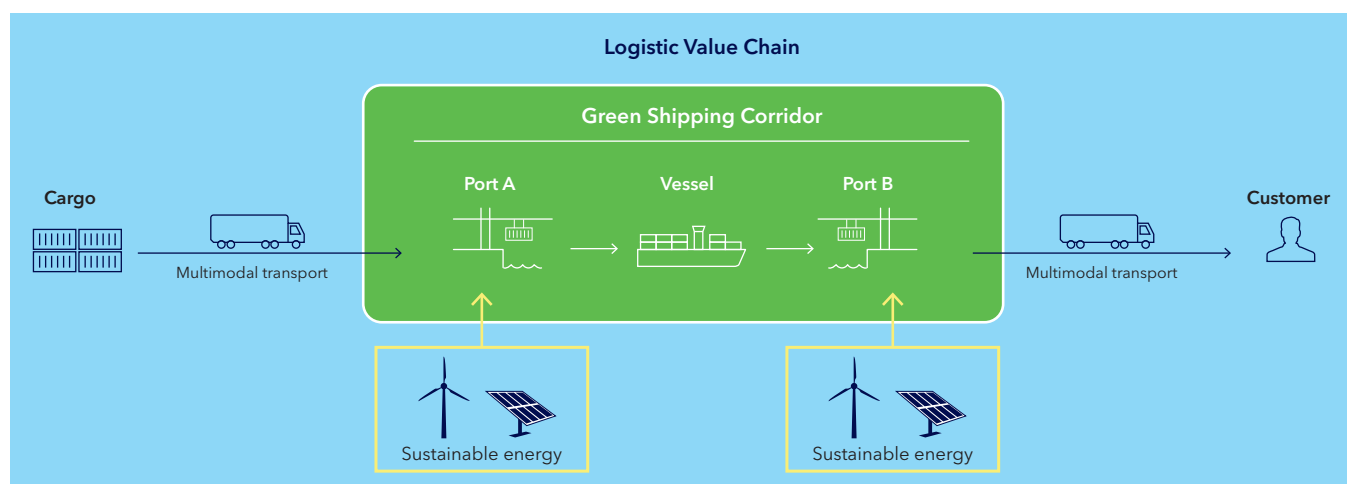 Logistic Value Chain
Green Shipping Corridor
Port A
Vessel
Port B
Cargo
Customer
Multimodal transport
Multimodal transport
Sustainable energy
Sustainable energy